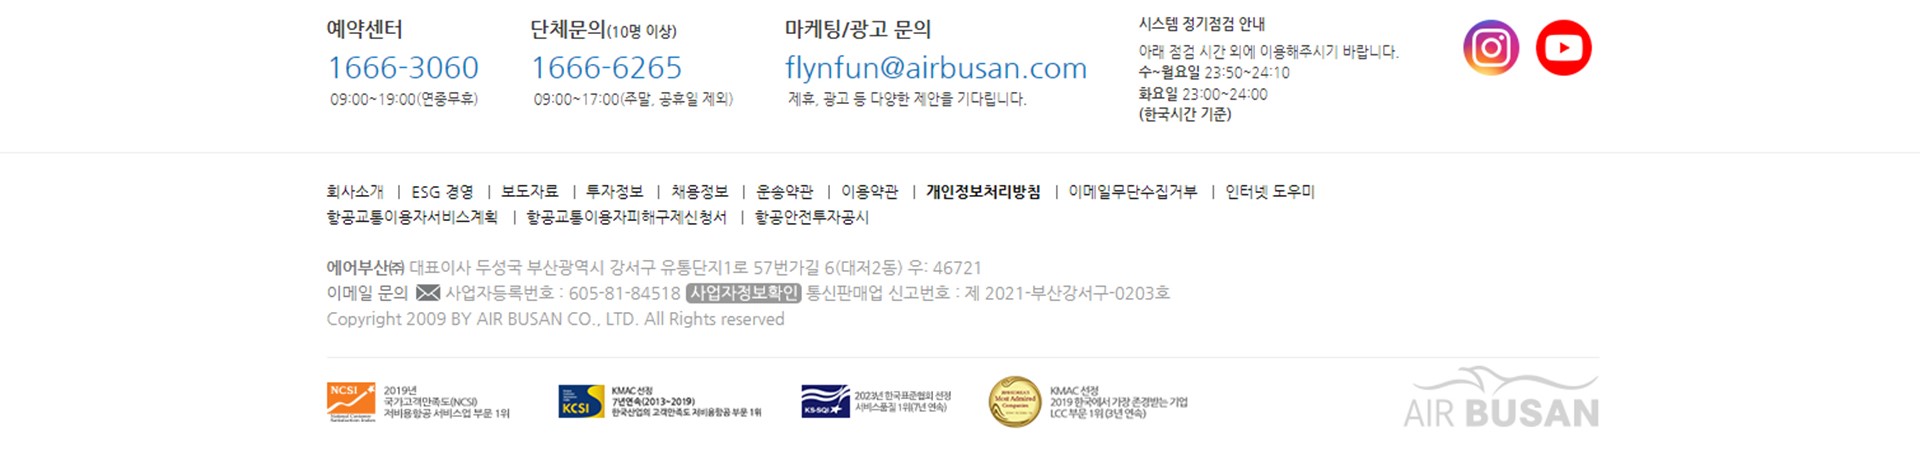 예약센터
1666-3060
09:00~19:00(연중무휴)
단체문의(10명 이상)
1666-6265
09:00~17:00(주말, 공휴일 제외)
마케팅/광고 문의
flynfun@airbusan.com
제휴, 광고 등 다양한 제안을 기다립니다.
시스템 정기점검 안내
아래 점검 시간 외에 이용해주시기 바랍니다.
수~월요일 23:50~24:10
화요일 23:00~24:00
(한국시간 기준)
회사소개 | ESG 경영 | 보도자료 | 투자정보 | 채용정보 | 운송약관 | 이용약관 | 개인정보처리방침 | 이메일무단수집거부 | 인터넷 도우미
항공교통이용자서비스계획 | 항공교통이용자피해구제신청서 | 항공안전투자공시
에어부산㈜ 대표이사 두성국 부산광역시 강서구 유통단지1로 57번가길 6(대저2동) 우: 46721
이메일 문의 사업자등록번호 : 605-81-84518 사업자정보확인 통신판매업 신고번호 : 제 2021-부산강서구-0203호
Copyright 2009 BY AIR BUSAN CO., LTD. All Rights reserved
NCSI
2019년
국가고객만족도(NCSI)
저비용항공 서비스업 부문 1위
KCSI
KMAC 선정
7년연속(2013~2019)
한국산업의 고객만족도 저비용항공 부문 1위
KS-SQI
2023년 한국표준협회 선정
서비스품질 1위(7년 연속)
Most Admired
Companies
KMAC 선정
2019 한국에서 가장 존경받는 기업
LCC 부문 1위 (3년 연속)
AIR BUSAN